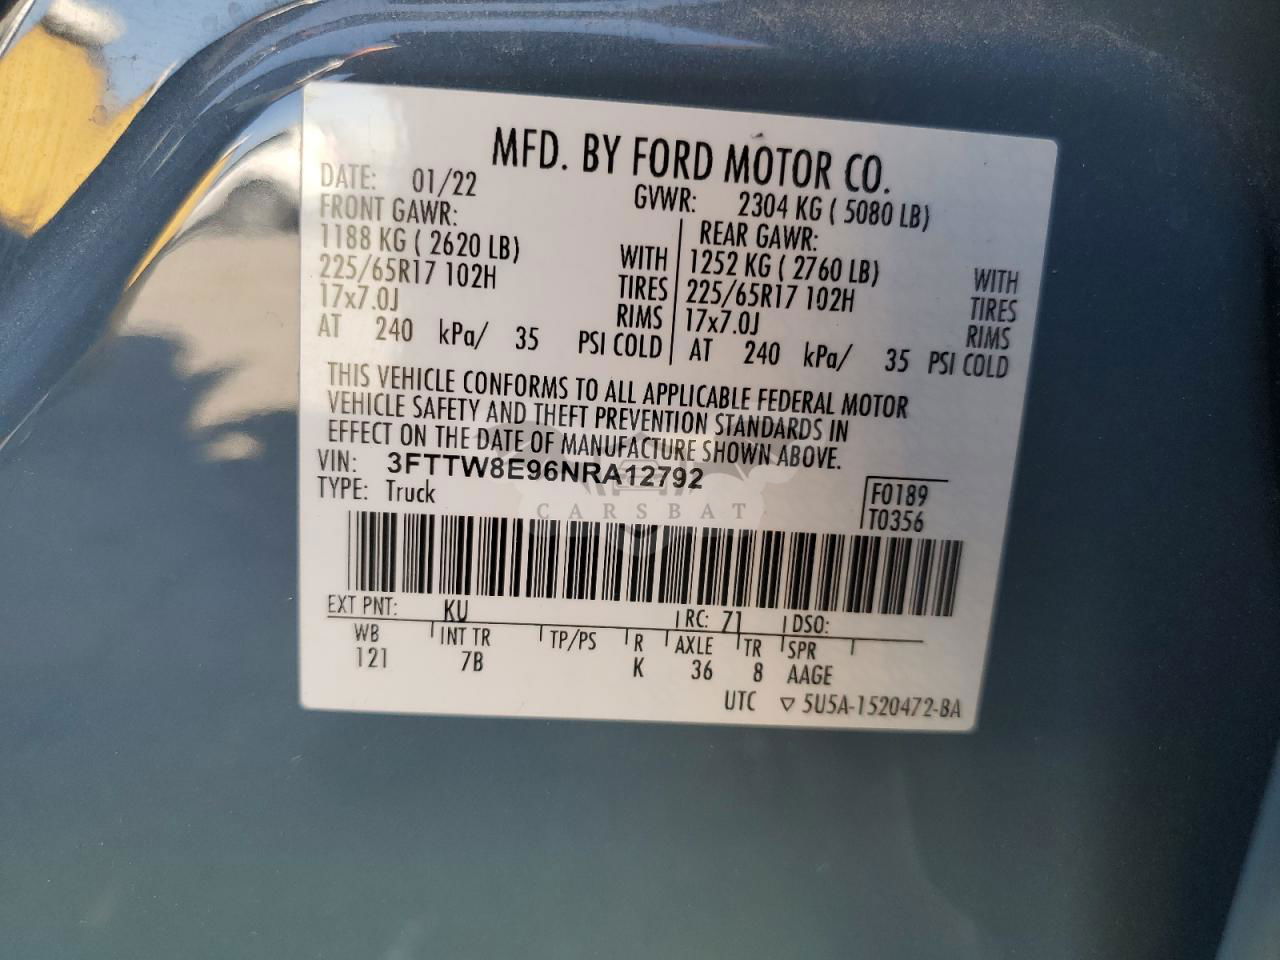 MFD. BY FORD MOTOR CO.
DATE: 01/22 GVWR: 2304 KG ( 5080 LB)
FRONT GAWR: REAR GAWR:
1188 KG ( 2620 LB) WITH 1252 KG ( 2760 LB) WITH
225/65R17 102H TIRES 225/65R17 102H TIRES
17x7.0J RIMS 17x7.0J RIMS
AT 240 kPa/ 35 PSI COLD AT 240 kPa/ 35 PSI COLD
THIS VEHICLE CONFORMS TO ALL APPLICABLE FEDERAL MOTOR
VEHICLE SAFETY AND THEFT PREVENTION STANDARDS IN
EFFECT ON THE DATE OF MANUFACTURE SHOWN ABOVE.
VIN: 3FTTW8E96NRA12792
TYPE: Truck F0189
T0356
CARSBAT
EXT PNT: KU RC: 71 DSO:
WB INT TR TP/PS R AXLE TR SPR
121 7B K 36 8 AAGE
UTC ▽ 5U5A-1520472-BA